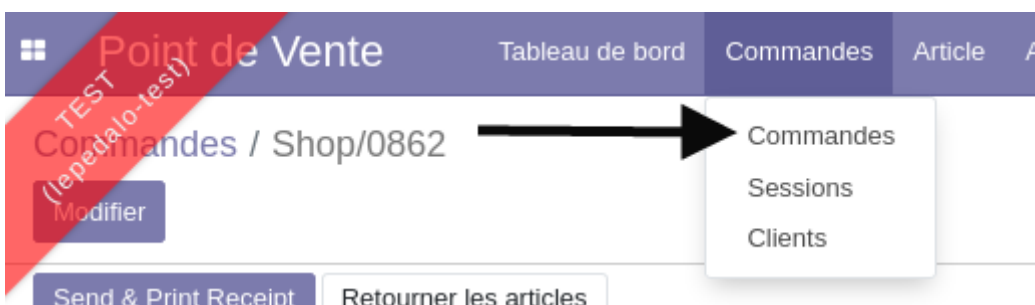 Point de Vente
Tableau de bord
Commandes
Article
A
TEST
(lepedalo-test)
Commandes / Shop/0862
Commandes
Sessions
Clients
Modifier
Send & Print Receipt
Retourner les articles